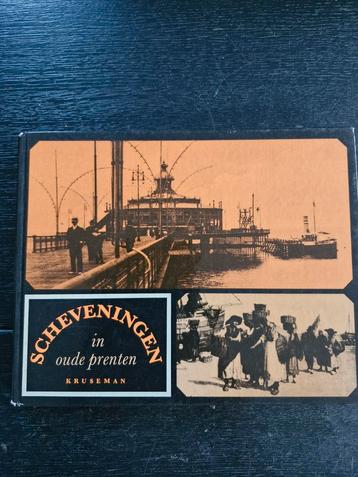 SCHEVENINGEN
in
oude prenten
KRUSEMAN